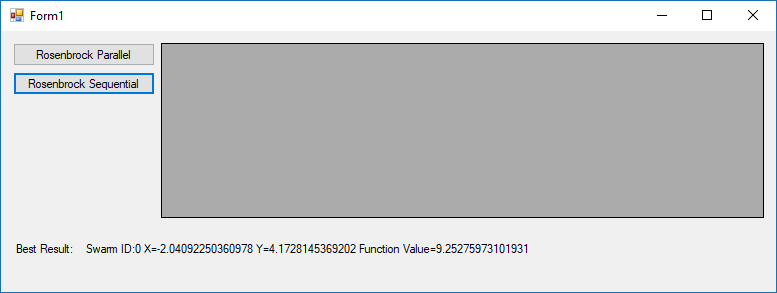 Form1
Rosenbrock Parallel
Rosenbrock Sequential
Best Result: Swarm ID:0 X=-2.04092250360978 Y=4.1728145369202 Function Value=9.25275973101931